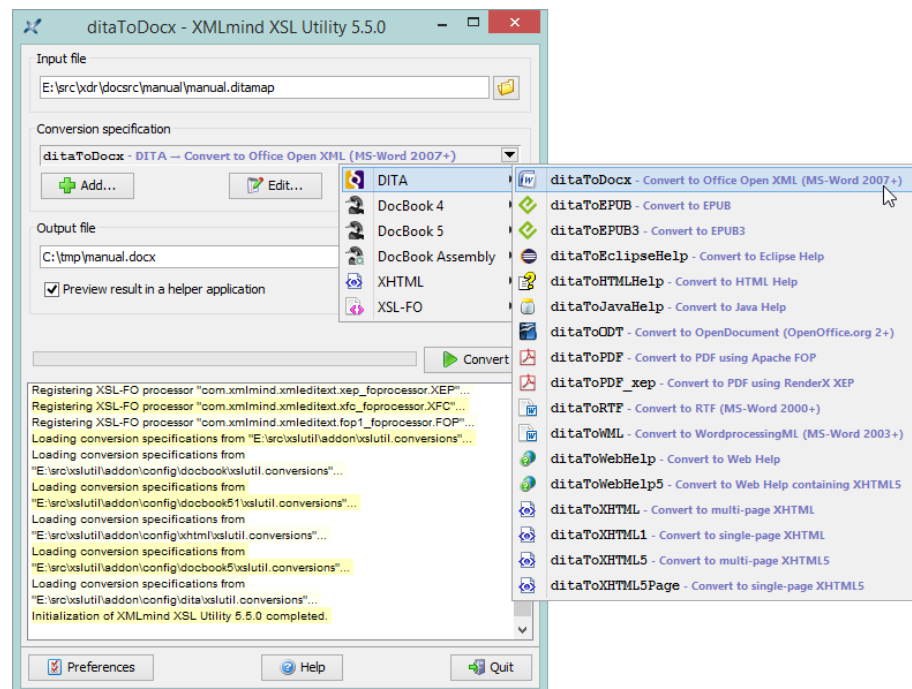 ditaToDocx - XMLmind XSL Utility 5.5.0
Input file
E:\src\xdr\docsrc\manual\manual.ditamap
Conversion specification
ditaToDocx - DITA → Convert to Office Open XML (MS-Word 2007+)
Add...
Edit...
Output file
C:\tmp\manual.docx
Preview result in a helper application
Convert
DITA
DocBook 4
DocBook 5
DocBook Assembly
XHTML
XSL-FO
ditaToDocx - Convert to Office Open XML (MS-Word 2007+)
ditaToEPUB - Convert to EPUB
ditaToEPUB3 - Convert to EPUB3
ditaToEclipseHelp - Convert to Eclipse Help
ditaToHTMLHelp - Convert to HTML Help
ditaToJavaHelp - Convert to Java Help
ditaToODT - Convert to OpenDocument (OpenOffice.org 2+)
ditaToPDF - Convert to PDF using Apache FOP
ditaToPDF_xep - Convert to PDF using RenderX XEP
ditaToRTF - Convert to RTF (MS-Word 2000+)
ditaToWML - Convert to WordprocessingML (MS-Word 2003+)
ditaToWebHelp - Convert to Web Help
ditaToWebHelp5 - Convert to Web Help containing XHTML5
ditaToXHTML - Convert to multi-page XHTML
ditaToXHTML1 - Convert to single-page XHTML
ditaToXHTML5 - Convert to multi-page XHTML5
ditaToXHTML5Page - Convert to single-page XHTML5
Registering XSL-FO processor "com.xmlmind.xmleditext.xep_foprocessor.XEP"...
Registering XSL-FO processor "com.xmlmind.xmleditext.xfc_foprocessor.XFC"...
Registering XSL-FO processor "com.xmlmind.xmleditext.fop1_foprocessor.FOP"...
Loading conversion specifications from "E:\src\xslutil\addon\xslutil.conversions"...
Loading conversion specifications from
"E:\src\xslutil\addon\config\docbook\xslutil.conversions"...
Loading conversion specifications from
"E:\src\xslutil\addon\config\docbook51\xslutil.conversions"...
Loading conversion specifications from
"E:\src\xslutil\addon\config\xhtml\xslutil.conversions"...
Loading conversion specifications from
"E:\src\xslutil\addon\config\docbook5\xslutil.conversions"...
Loading conversion specifications from
"E:\src\xslutil\addon\config\dita\xslutil.conversions"...
Initialization of XMLmind XSL Utility 5.5.0 completed.
Preferences
Help
Quit